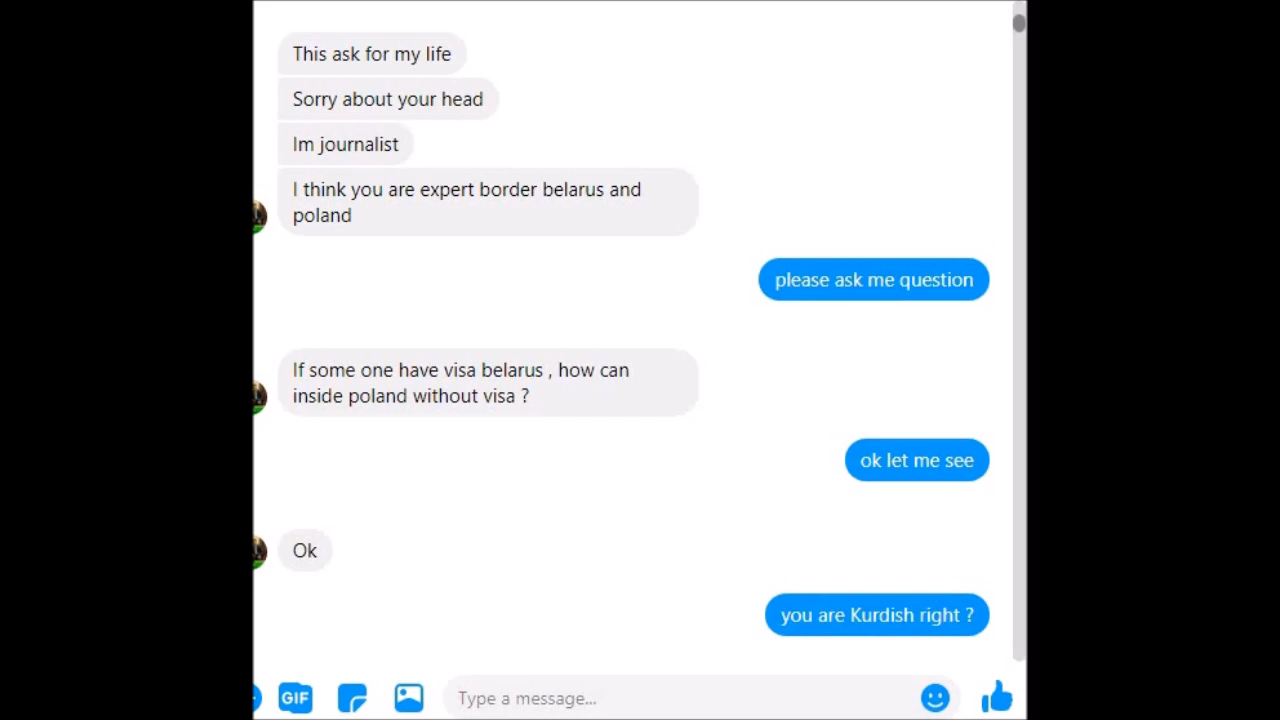 This ask for my life
Sorry about your head
Im journalist
I think you are expert border belarus and
poland
please ask me question
If some one have visa belarus , how can
inside poland without visa ?
ok let me see
Ok
you are Kurdish right ?
GIF
Type a message...